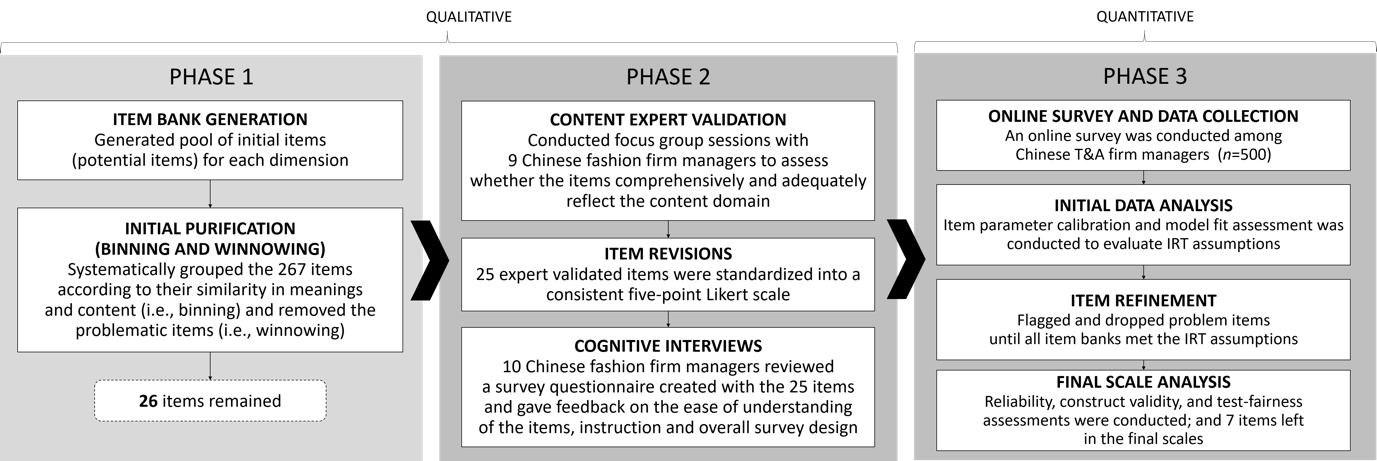 QUALITATIVE
QUANTITATIVE
PHASE 1
ITEM BANK GENERATION
Generated pool of initial items
(potential items) for each dimension
INITIAL PURIFICATION
(BINNING AND WINNOWING)
Systematically grouped the 267 items
according to their similarity in meanings
and content (i.e., binning) and removed the
problematic items (i.e., winnowing)
26 items remained
PHASE 2
CONTENT EXPERT VALIDATION
Conducted focus group sessions with
9 Chinese fashion firm managers to assess
whether the items comprehensively and adequately
reflect the content domain
ITEM REVISIONS
25 expert validated items were standardized into a
consistent five-point Likert scale
COGNITIVE INTERVIEWS
10 Chinese fashion firm managers reviewed
a survey questionnaire created with the 25 items
and gave feedback on the ease of understanding
of the items, instruction and overall survey design
PHASE 3
ONLINE SURVEY AND DATA COLLECTION
An online survey was conducted among
Chinese T&A firm managers (n=500)
INITIAL DATA ANALYSIS
Item parameter calibration and model fit assessment was
conducted to evaluate IRT assumptions
ITEM REFINEMENT
Flagged and dropped problem items
until all item banks met the IRT assumptions
FINAL SCALE ANALYSIS
Reliability, construct validity, and test-fairness
assessments were conducted; and 7 items left
in the final scales